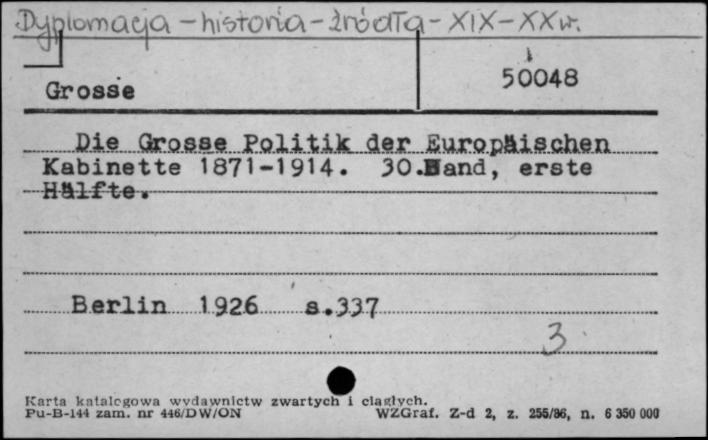 Dyplomacja - historia - źródła - XIX - XX w.
Grosse
50048
Die Grosse Politik der Europäischen
Kabinette 1871-1914. 30.Band, erste
Hälfte.
Berlin 1926 s.337
3
Karta katalogowa wydawnictw zwartych i ciągłych.
Pu-B-144 zam. nr 446/DW/ON
WZGraf. Z-d 2, z. 255/86, n. 6 350 000